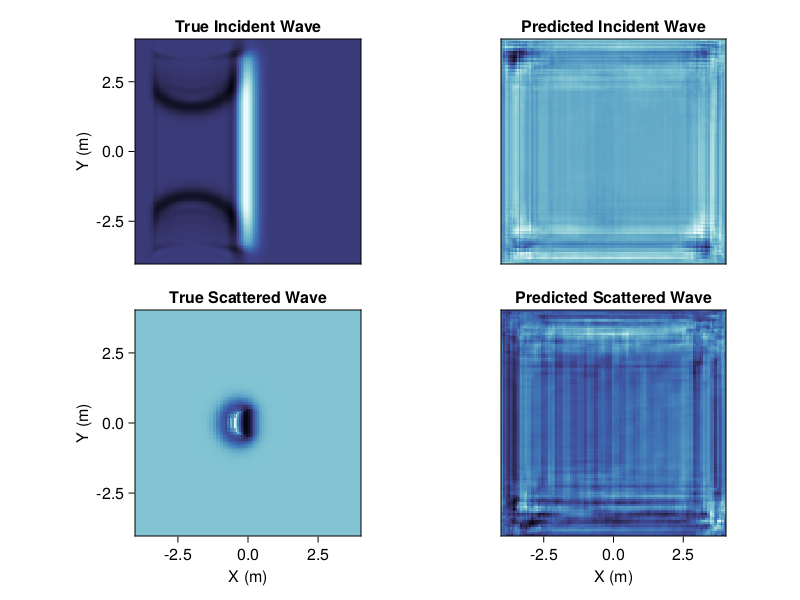 True Incident Wave
Predicted Incident Wave
2.5
0.0
-2.5
Y (m)
True Scattered Wave
Predicted Scattered Wave
2.5
0.0
-2.5
Y (m)
-2.5 0.0 2.5
X (m)
-2.5 0.0 2.5
X (m)